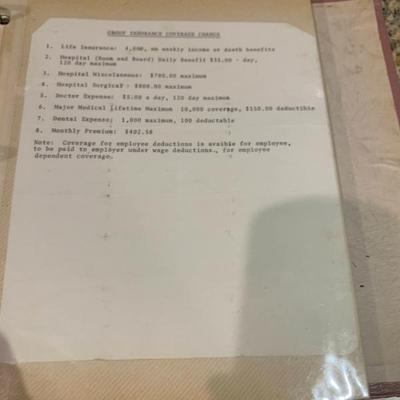 GROUP INSURANCE COVERAGE CHANGE
1. Life Insurance: 4,000, no weekly income or death benefits
2. Hospital (Room and Board) Daily Benefit $35.00 - day,
120 day maximum
3. Hospital Miscelanous: $700.00 maximum
4. Hospital Surgical: $800.00 maximum
5. Doctor Expense: $5.00 a day, 120 day maximum
6. Major Medical Lifetime Maximum 10,000 coverage, $150.00 deductible
7. Dental Expense: 1,000 maximum, 100 deductable
8. Monthly Premium: $402.58
Note: Coverage for employee deductions is avaible for employee,
to be paid to employer under wage deductions., for employee
dependent coverage.